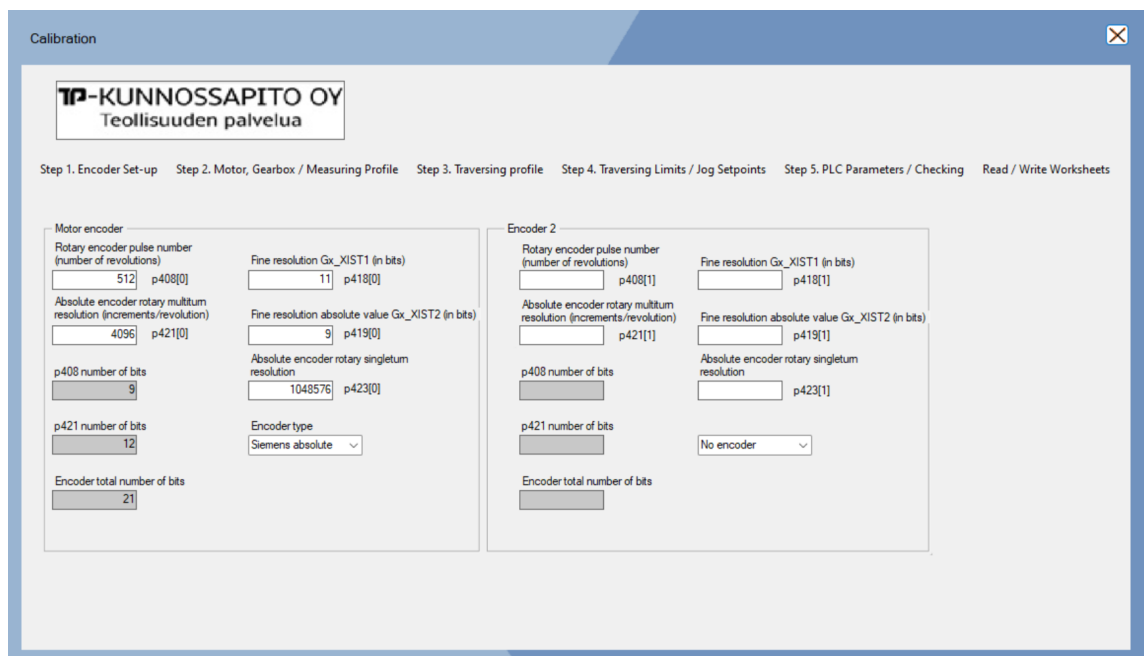 Calibration
TP-KUNNOSSAPITO OY
Teollisuuden palvelua
Step 1. Encoder Set-up Step 2. Motor, Gearbox / Measuring Profile Step 3. Traversing profile Step 4. Traversing Limits / Jog Setpoints Step 5. PLC Parameters / Checking Read / Write Worksheets
Motor encoder
Rotary encoder pulse number
(number of revolutions)
Fine resolution Gx_XIST1 (in bits)
512 p408[0]
11 p418[0]
Absolute encoder rotary multiturn
resolution (increments/revolution)
Fine resolution absolute value Gx_XIST2 (in bits)
4096 p421[0]
9 p419[0]
p408 number of bits
Absolute encoder rotary singleturn
resolution
9
1048576 p423[0]
p421 number of bits
Encoder type
12
Siemens absolute
Encoder total number of bits
21
Encoder 2
Rotary encoder pulse number
(number of revolutions)
Fine resolution Gx_XIST1 (in bits)
p408[1]
p418[1]
Absolute encoder rotary multiturn
resolution (increments/revolution)
Fine resolution absolute value Gx_XIST2 (in bits)
p421[1]
p419[1]
p408 number of bits
Absolute encoder rotary singleturn
resolution
p423[1]
p421 number of bits
No encoder
Encoder total number of bits